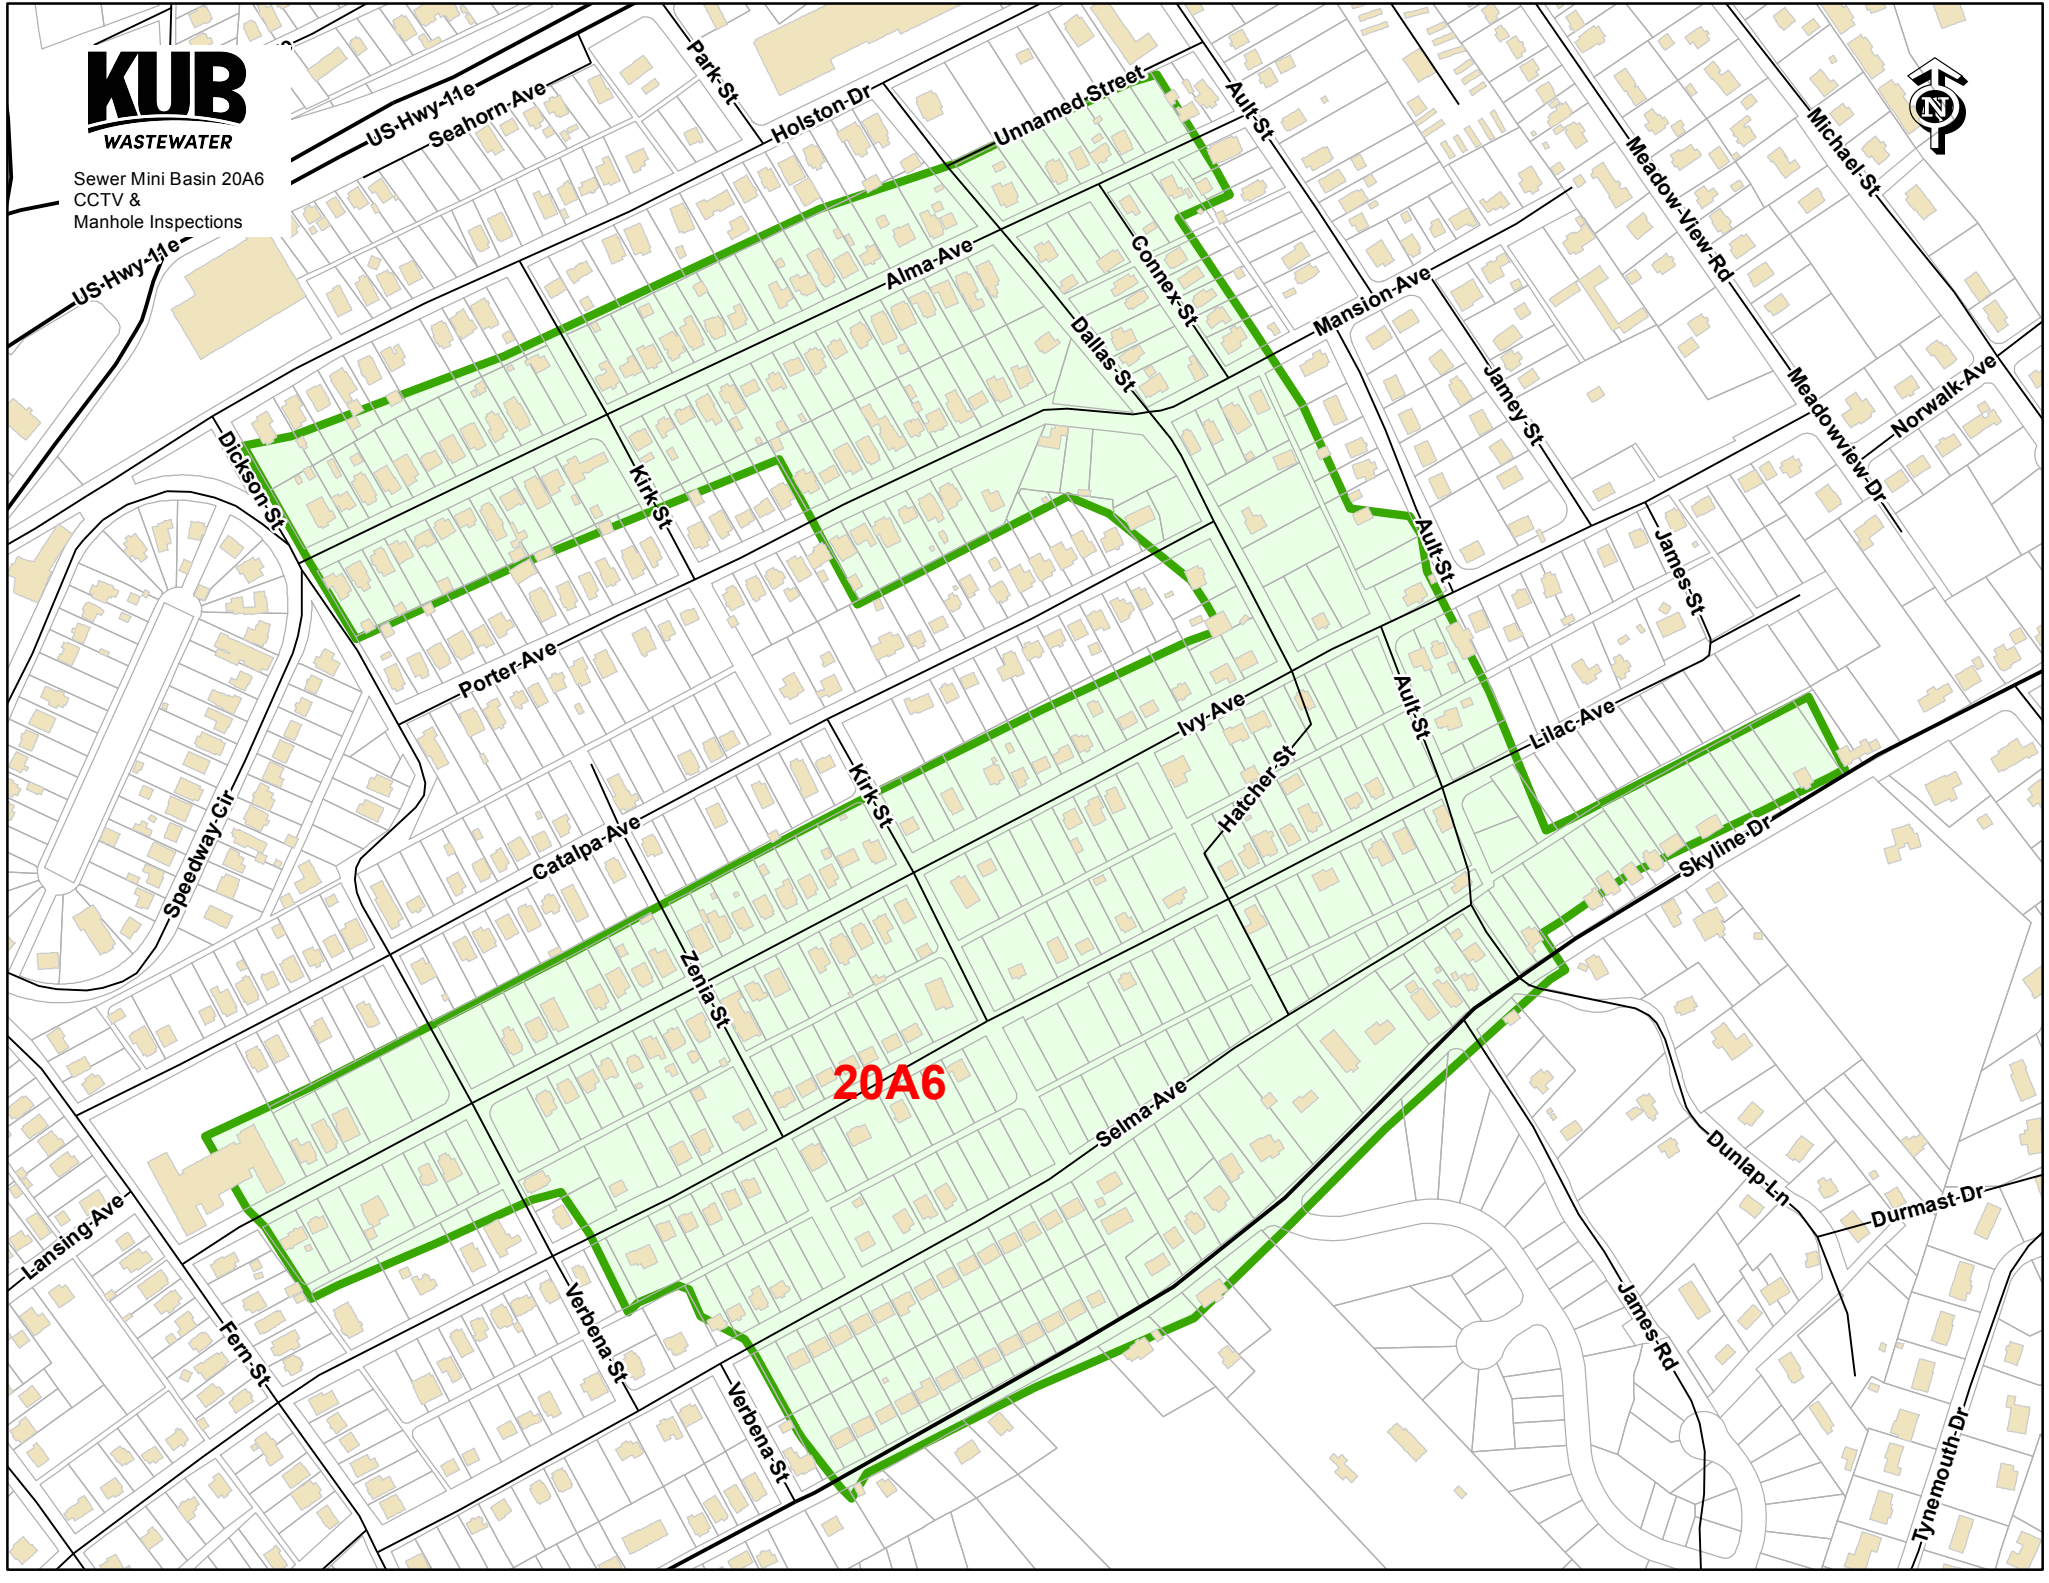 KUB
WASTEWATER
Sewer Mini Basin 20A6
CCTV &
Manhole Inspections
N
US-Hwy-11e
Seahorn-Ave
Park-St
Holston-Dr
Unnamed-Street
Ault-St
Meadow-View-Rd
Michael-St
US-Hwy-11e
Alma-Ave
Connex-St
Mansion-Ave
Dallas-St
Jamey-St
Meadowview-Dr
Norwalk-Ave
Dickson-St
Kirk-St
Ault-St
James-St
Porter-Ave
Ivy-Ave
Ault-St
Lilac-Ave
Hatcher-St
Kirk-St
Speedway-Cir
Catalpa-Ave
Skyline-Dr
Zenia-St
20A6
Selma-Ave
Dunlap-Ln
Durmast-Dr
Lansing-Ave
Fern-St
Verbena-St
James-Rd
Verbena-St
Tynemouth-Dr